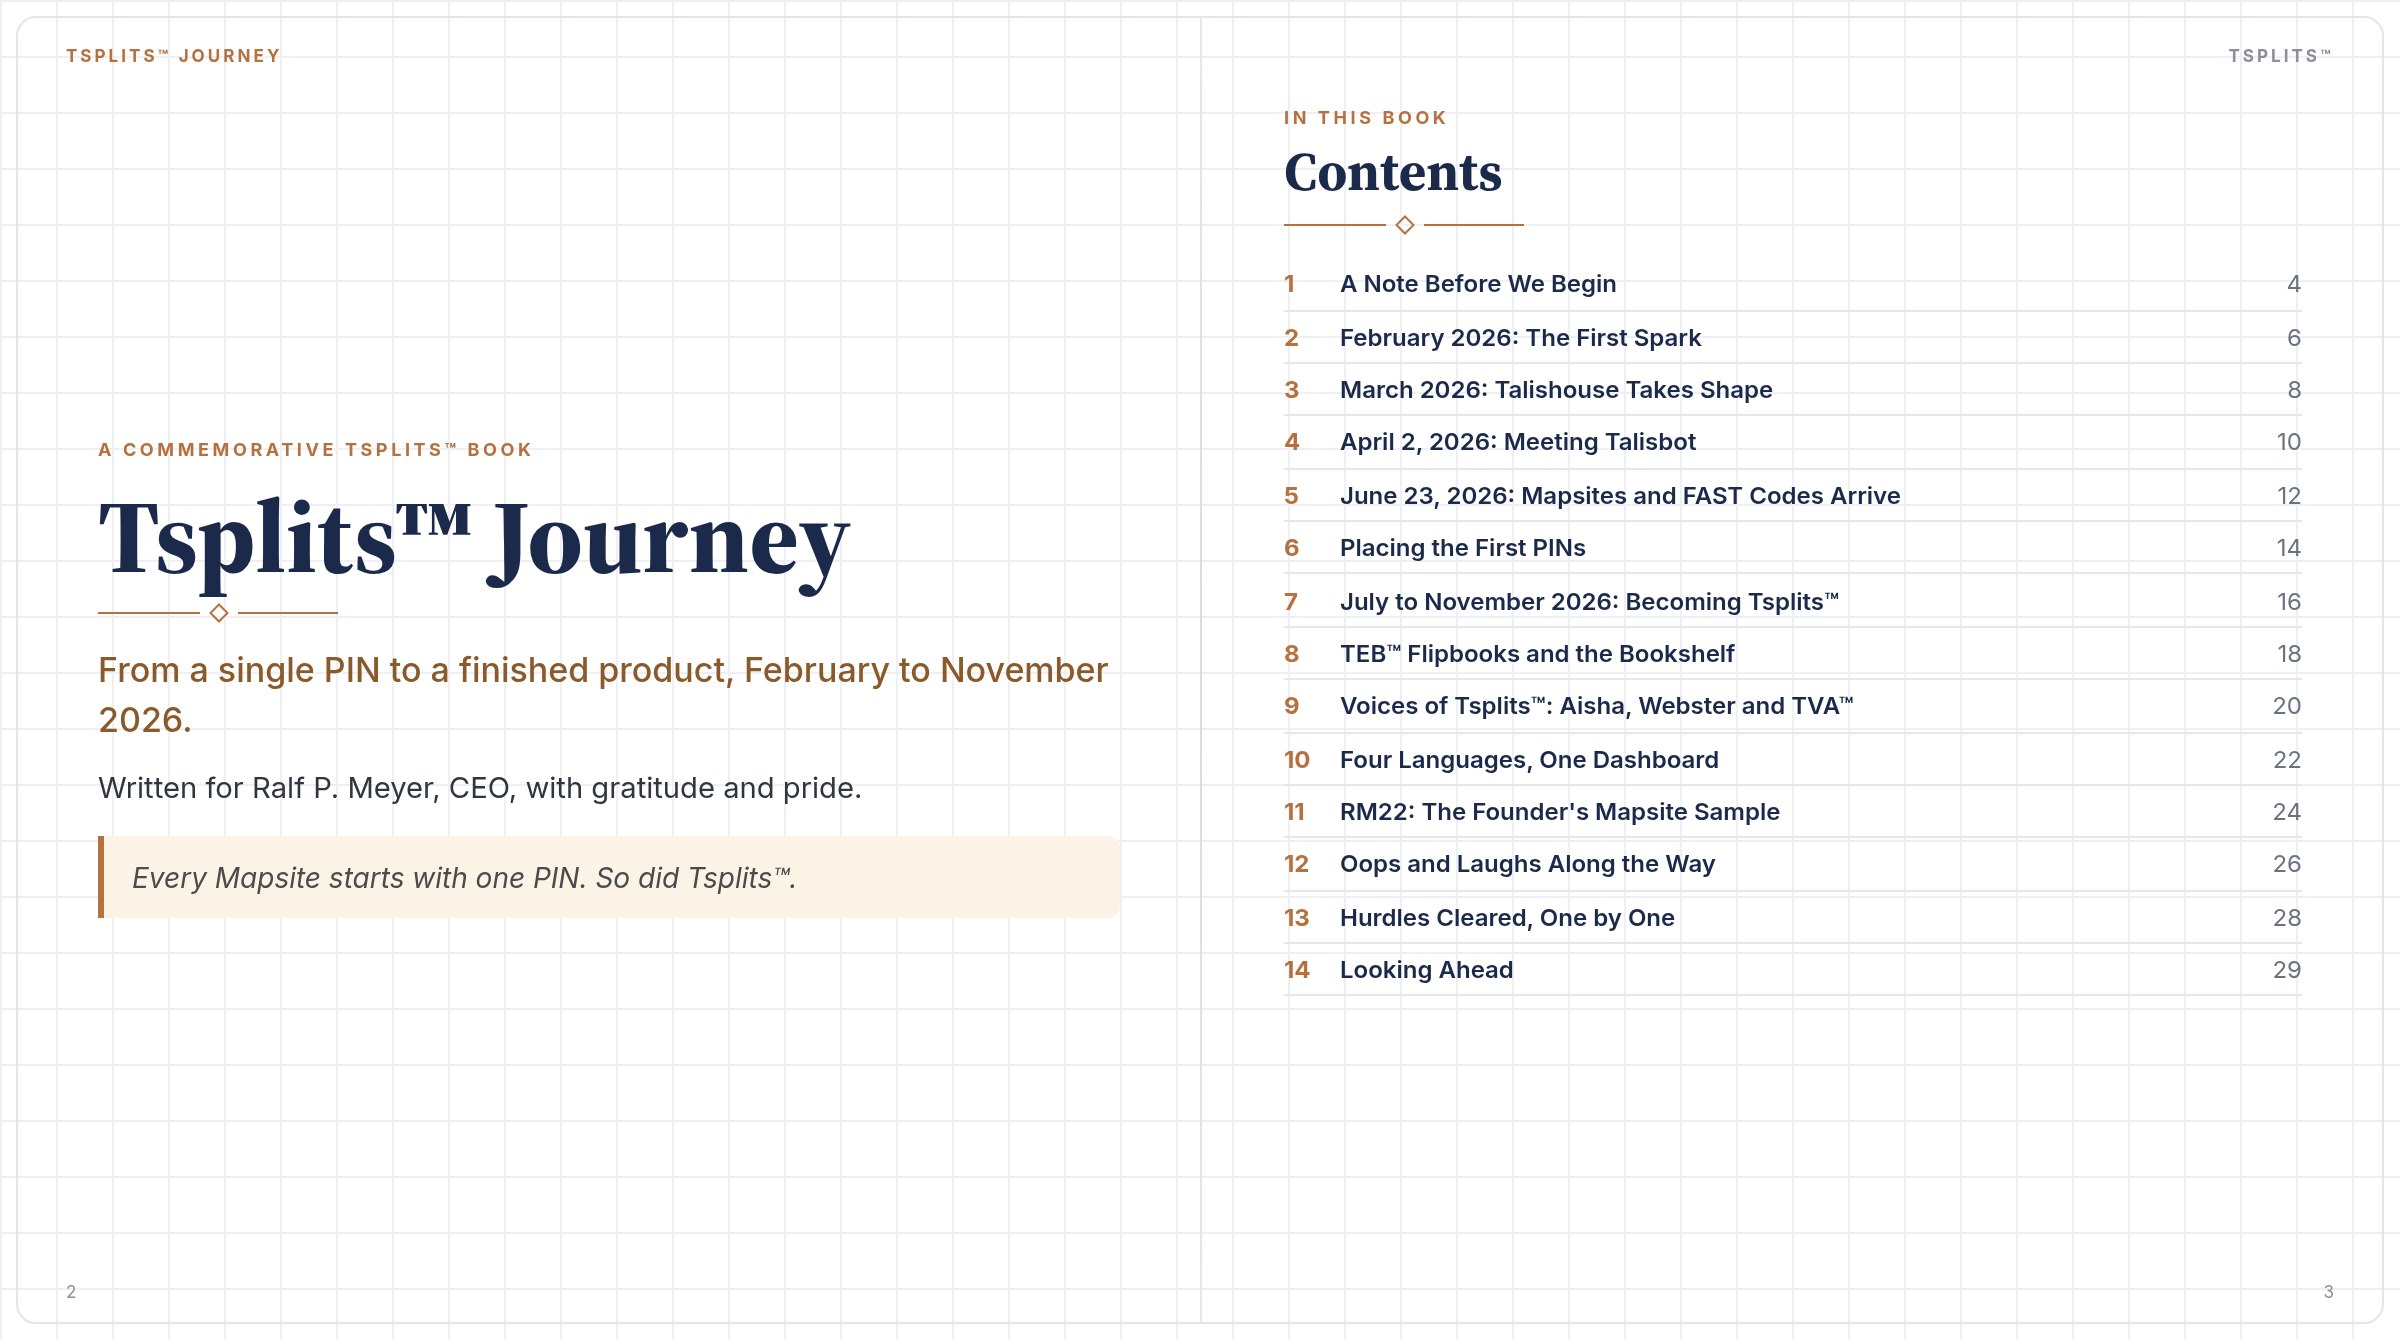 TSPLITS™ JOURNEY
A COMMEMORATIVE TSPLITS™ BOOK
Tsplits™ Journey
From a single PIN to a finished product, February to November
2026.
Written for Ralf P. Meyer, CEO, with gratitude and pride.
Every Mapsite starts with one PIN. So did Tsplits™.
2
TSPLITS™
IN THIS BOOK
Contents
1 A Note Before We Begin 4
2 February 2026: The First Spark 6
3 March 2026: Talishouse Takes Shape 8
4 April 2, 2026: Meeting Talisbot 10
5 June 23, 2026: Mapsites and FAST Codes Arrive 12
6 Placing the First PINs 14
7 July to November 2026: Becoming Tsplits™ 16
8 TEB™ Flipbooks and the Bookshelf 18
9 Voices of Tsplits™: Aisha, Webster and TVA™ 20
10 Four Languages, One Dashboard 22
11 RM22: The Founder's Mapsite Sample 24
12 Oops and Laughs Along the Way 26
13 Hurdles Cleared, One by One 28
14 Looking Ahead 29
3